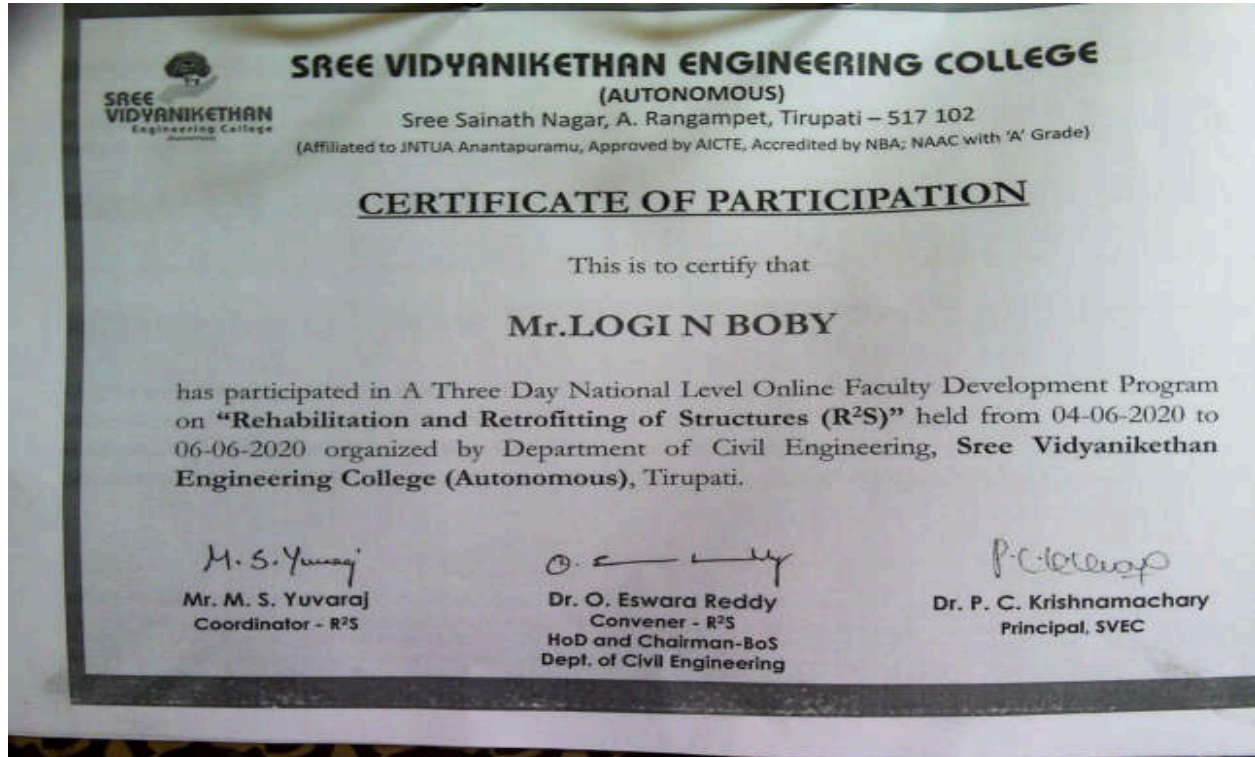 SREE VIDYANIKETHAN ENGINEERING COLLEGE
SREE
VIDYANIKETHAN
Engineering College
(AUTONOMOUS)
Sree Sainath Nagar, A. Rangampet, Tirupati – 517 102
(Affiliated to JNTUA Anantapuramu, Approved by AICTE, Accredited by NBA; NAAC with ‘A’ Grade)
CERTIFICATE OF PARTICIPATION
This is to certify that
Mr.LOGI N BOBY
has participated in A Three Day National Level Online Faculty Development Program
on “Rehabilitation and Retrofitting of Structures (R²S)” held from 04-06-2020 to
06-06-2020 organized by Department of Civil Engineering, Sree Vidyanikethan
Engineering College (Autonomous), Tirupati.
M. S. Yuvaraj
Mr. M. S. Yuvaraj
Coordinator - R²S
Dr. O. Eswara Reddy
Convener - R²S
HoD and Chairman-BoS
Dept. of Civil Engineering
Dr. P. C. Krishnamachary
Principal, SVEC